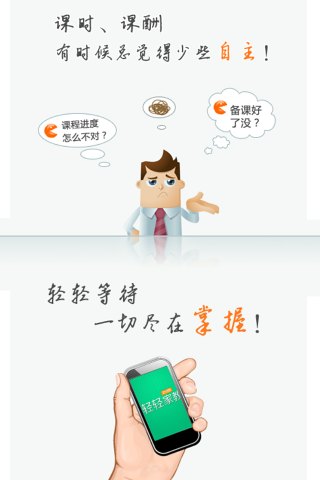 课时、课酬
有时候总觉得少些自主！
备课好
了没？
课程进度
怎么不对？
轻轻等待
一切尽在掌握！
轻轻家教